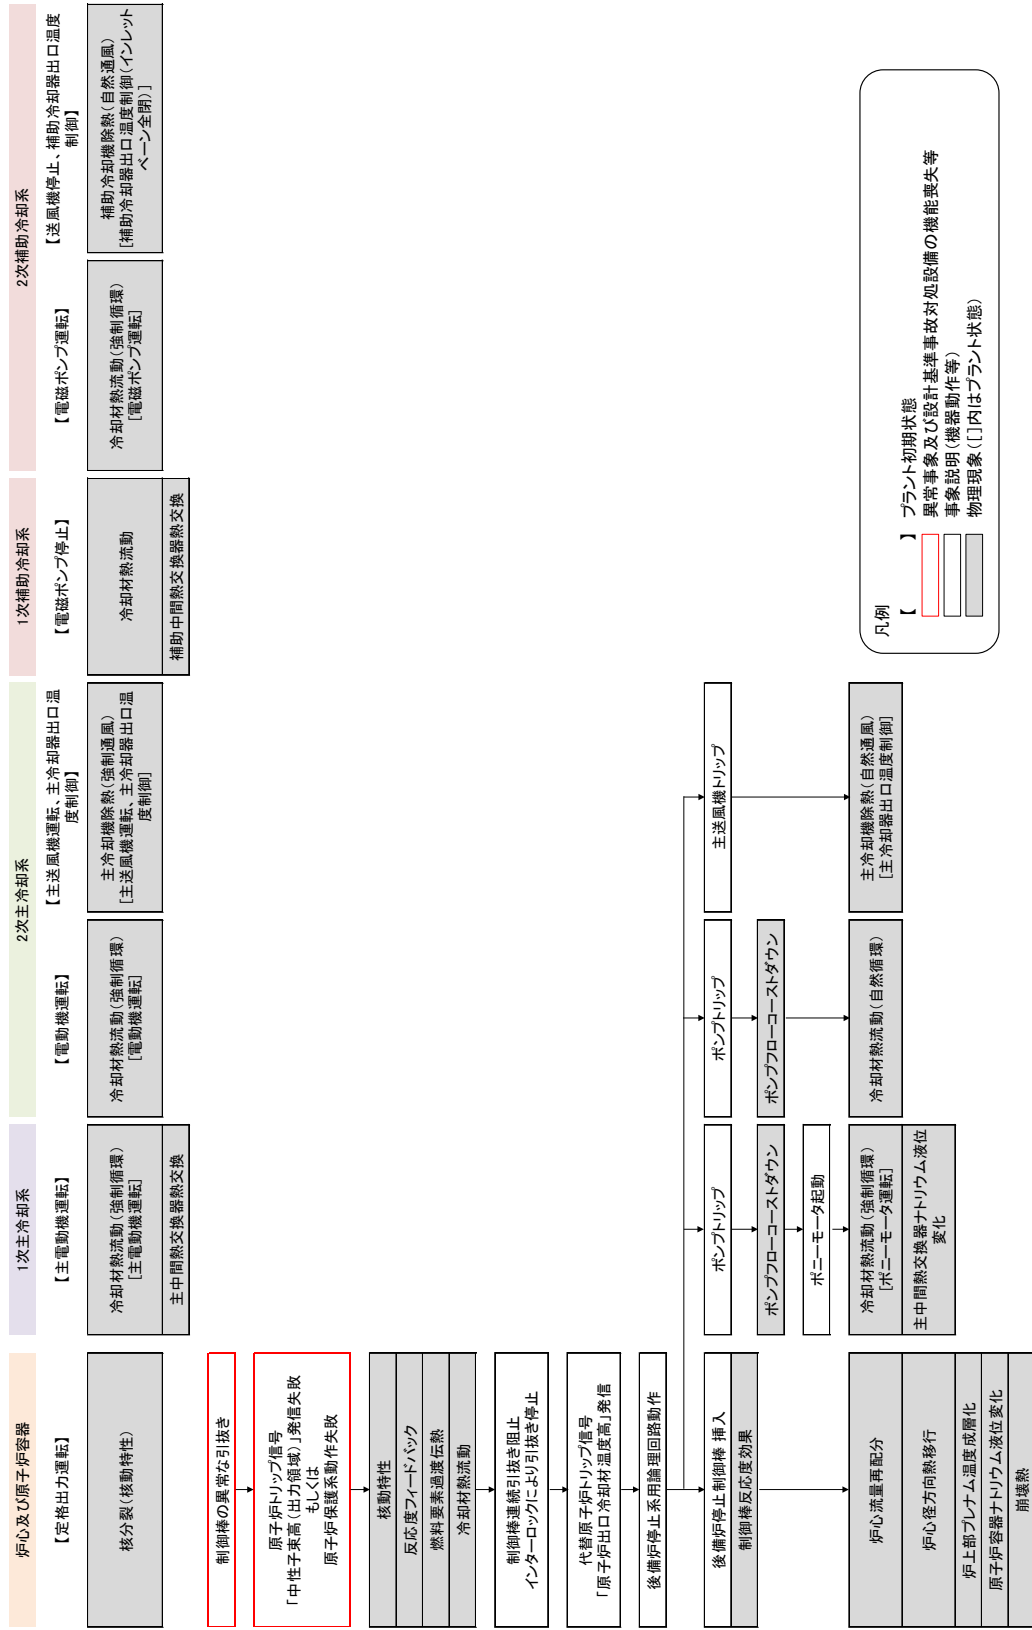 炉心及び原子炉容器
【定格出力運転】
核分裂(核動特性)
制御棒の異常な引抜き
原子炉トリップ信号
「中性子束高(出力領域)」発信失敗
もしくは
原子炉保護系動作失敗
核動特性
反応度フィードバック
燃料要素過渡伝熱
冷却材熱流動
制御棒連続引抜き阻止
インターロックにより引抜き停止
代替原子炉トリップ信号
「原子炉出口冷却材温度高」発信
後備炉停止系用論理回路動作
後備炉停止制御棒 挿入
制御棒反応度効果
炉心流量再配分
炉心径方向熱移行
炉上部プレナム温度成層化
原子炉容器ナトリウム液位変化
崩壊熱
1次主冷却系
【主電動機運転】
冷却材熱流動(強制循環)
[主電動機運転]
主中間熱交換器熱交換
ポンプトリップ
ポンプフローコーストダウン
ポニーモータ起動
冷却材熱流動(強制循環)
[ポニーモータ運転]
主中間熱交換器ナトリウム液位
変化
2次主冷却系
【電動機運転】
冷却材熱流動(強制循環)
[電動機運転]
ポンプトリップ
ポンプフローコーストダウン
冷却材熱流動(自然循環)
【主送風機運転、主冷却器出口温
度制御】
主冷却機除熱(強制通風)
[主送風機運転、主冷却器出口温
度制御]
主送風機トリップ
主冷却機除熱(自然通風)
[主冷却器出口温度制御]
1次補助冷却系
【電磁ポンプ停止】
冷却材熱流動
補助中間熱交換器熱交換
2次補助冷却系
【電磁ポンプ運転】
冷却材熱流動(強制循環)
[電磁ポンプ運転]
【送風機停止、補助冷却器出口温度
制御】
補助冷却機除熱(自然通風)
[補助冷却器出口温度制御(インレット
ベーン全閉)]
凡例
【 】 プラント初期状態
異常事象及び設計基準事故対処設備の機能喪失等
事象説明(機器動作等)
物理現象([]内はプラント状態)